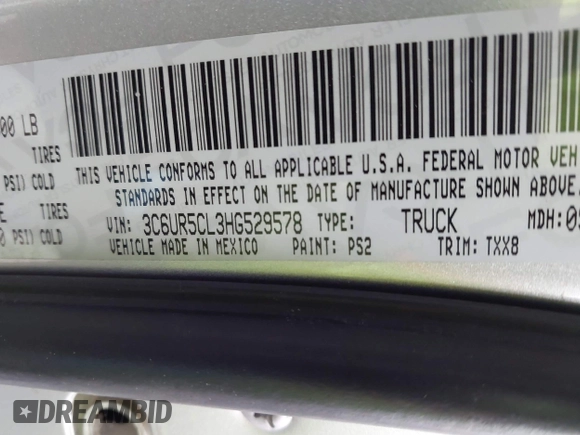 00 LB
TIRES
PSI) COLD
TIRES
PSI) COLD
THIS VEHICLE CONFORMS TO ALL APPLICABLE U.S.A. FEDERAL MOTOR VEH
STANDARDS IN EFFECT ON THE DATE OF MANUFACTURE SHOWN ABOVE.
VIN: 3C6UR5CL3HG529578 TYPE: TRUCK MDH:
VEHICLE MADE IN MEXICO PAINT: PS2 TRIM: TXX8
DREAMBID